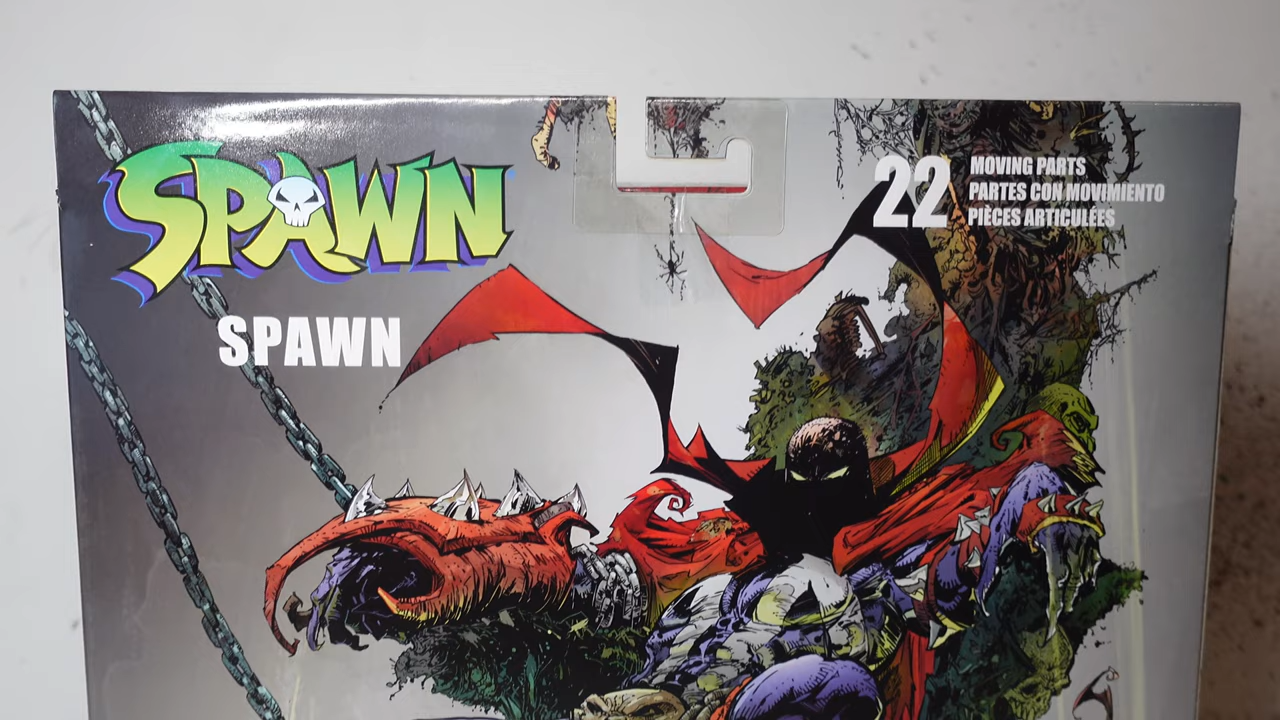 SPAWN
SPAWN
22
MOVING PARTS
PARTES CON MOVIMIENTO
PIÈCES ARTICULÉES